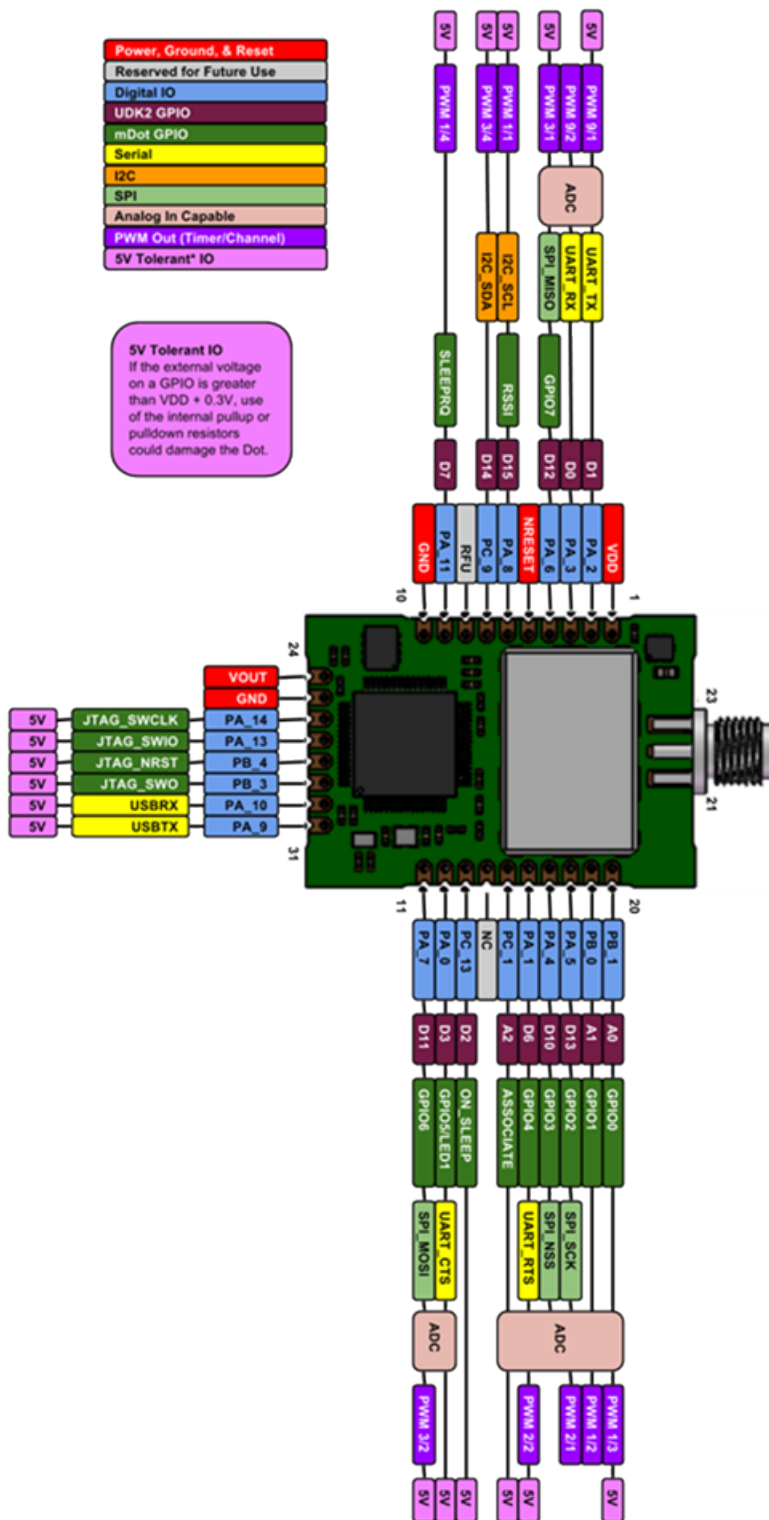 Power, Ground, & Reset
Reserved for Future Use
Digital IO
UDK2 GPIO
mDot GPIO
Serial
I2C
SPI
Analog In Capable
PWM Out (Timer/Channel)
5V Tolerant* IO
5V Tolerant IO
If the external voltage
on a GPIO is greater
than VDD + 0.3V, use
of the internal pullup or
pulldown resistors
could damage the Dot.
5V PWM 1/4 SLEEPRQ D7 PA_11
5V PWM 3/4 I2C_SDA D14 PC_9
5V PWM 1/1 I2C_SCL RSSI D15 PA_8
5V PWM 3/1 SPI_MISO GPIO7 D12 PA_6
PWM 9/2 UART_RX D0 PA_3
5V PWM 9/1 UART_TX D1 PA_2
ADC
GND
RFU
NRESET
VDD
10
1
24
23
VOUT
GND
5V JTAG_SWCLK PA_14
5V JTAG_SWIO PA_13
5V JTAG_NRST PB_4
5V JTAG_SWO PB_3
5V USBRX PA_10
5V USBTX PA_9
21
31
11
20
PA_7 D11 GPIO6 SPI_MOSI PWM 3/2 5V
PA_0 D3 GPIO5/LED1 UART_CTS 5V
ADC
PC_13 D2 ON_SLEEP 5V
NC
PC_1 A2 ASSOCIATE 5V
PA_1 D6 GPIO4 UART_RTS PWM 2/2 5V
PA_4 D10 GPIO3 SPI_NSS
PA_5 D13 GPIO2 SPI_SCK PWM 2/1
PB_0 A1 GPIO1 PWM 1/2
PB_1 A0 GPIO0 PWM 1/3 5V
ADC